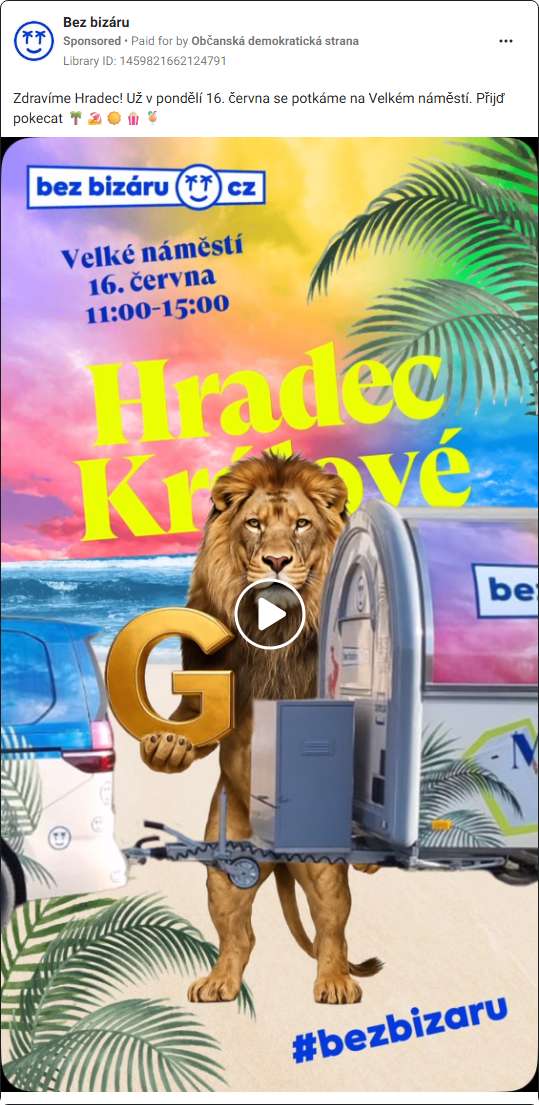 Bez bizáru
Sponsored • Paid for by Občanská demokratická strana
Library ID: 1459821662124791
Zdravíme Hradec! Už v pondělí 16. června se potkáme na Velkém náměstí. Přijď
pokecat 🌴 🏖️ 🌞 🍿 🍹
bez bizáru cz
Velké náměstí
16. června
11:00-15:00
Hradec
Králové
be
G
M
#bezbizaru